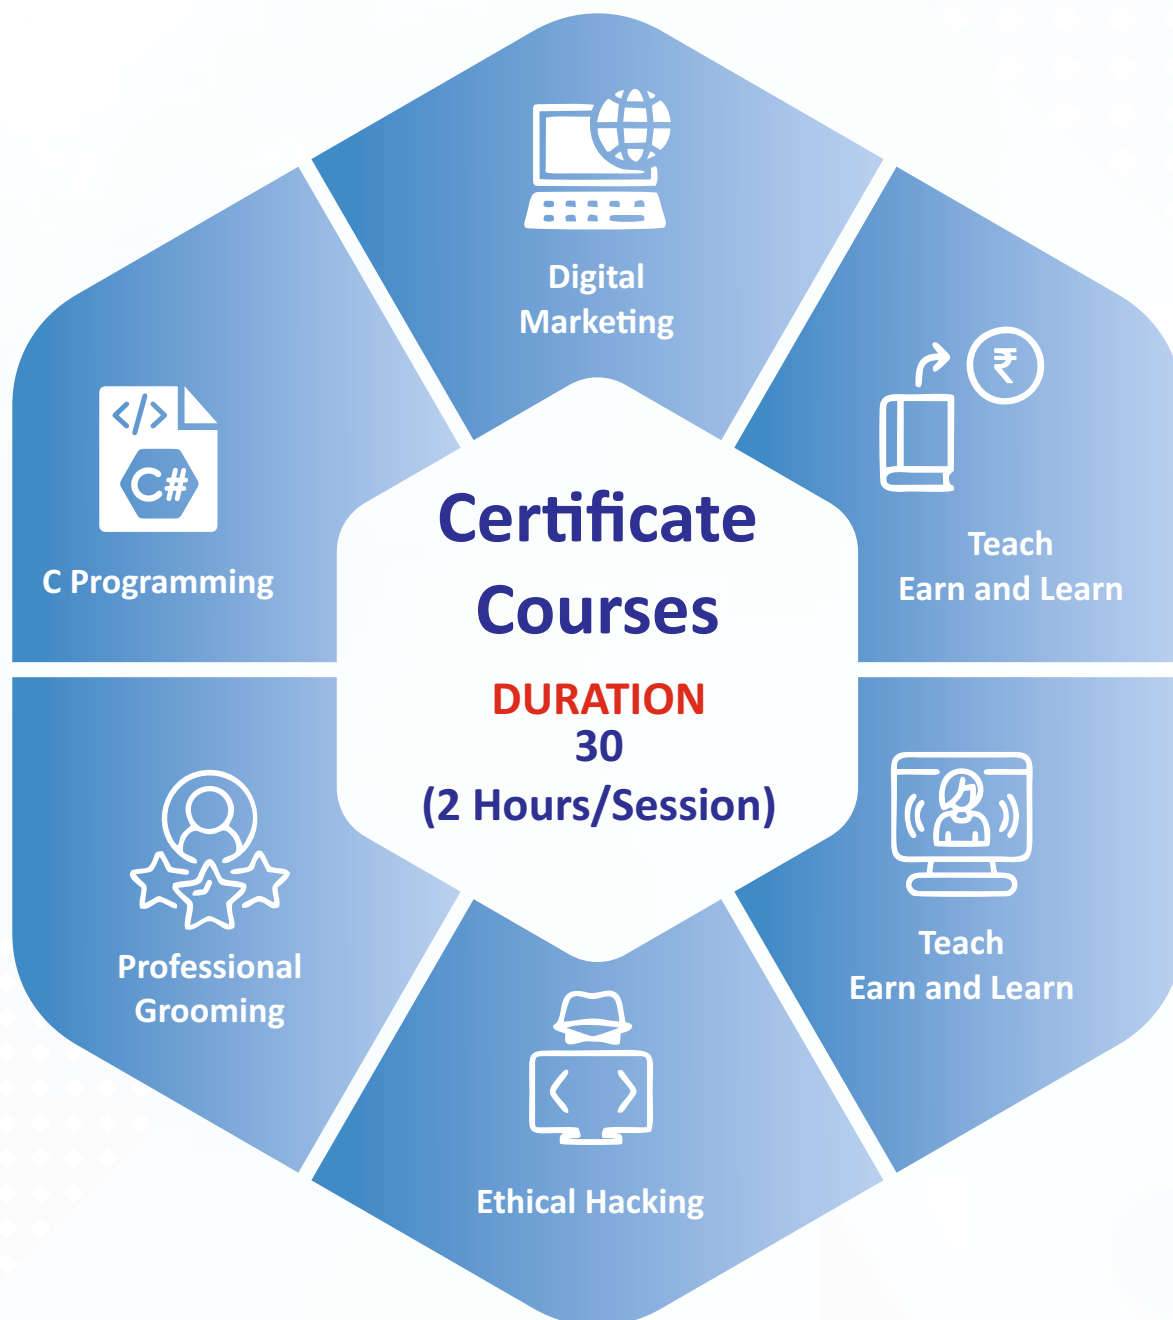 Digital
Marketing
₹
Teach
Earn and Learn
</>
C#
C Programming
Certificate
Courses
DURATION
30
(2 Hours/Session)
Teach
Earn and Learn
Professional
Grooming
Ethical Hacking